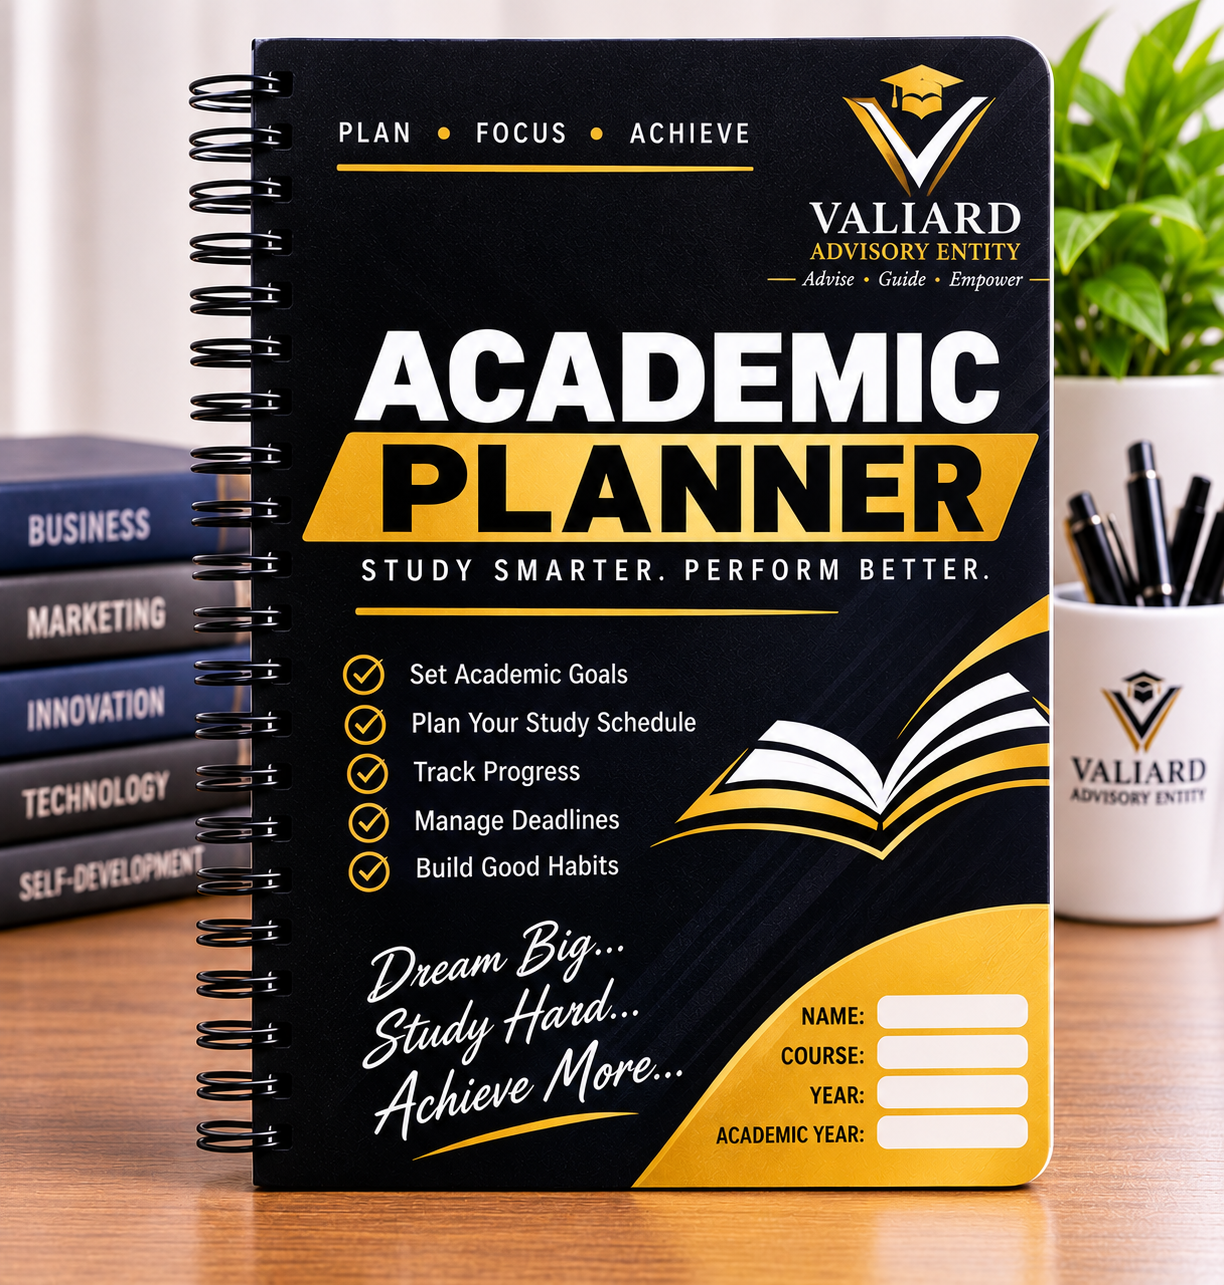 PLAN • FOCUS • ACHIEVE
VALIARD
ADVISORY ENTITY
Advise • Guide • Empower
ACADEMIC
PLANNER
STUDY SMARTER. PERFORM BETTER.
Set Academic Goals
Plan Your Study Schedule
Track Progress
Manage Deadlines
Build Good Habits
Dream Big...
Study Hard...
Achieve More...
NAME:
COURSE:
YEAR:
ACADEMIC YEAR:
BUSINESS
MARKETING
INNOVATION
TECHNOLOGY
SELF-DEVELOPMENT
VALIARD
ADVISORY ENTITY